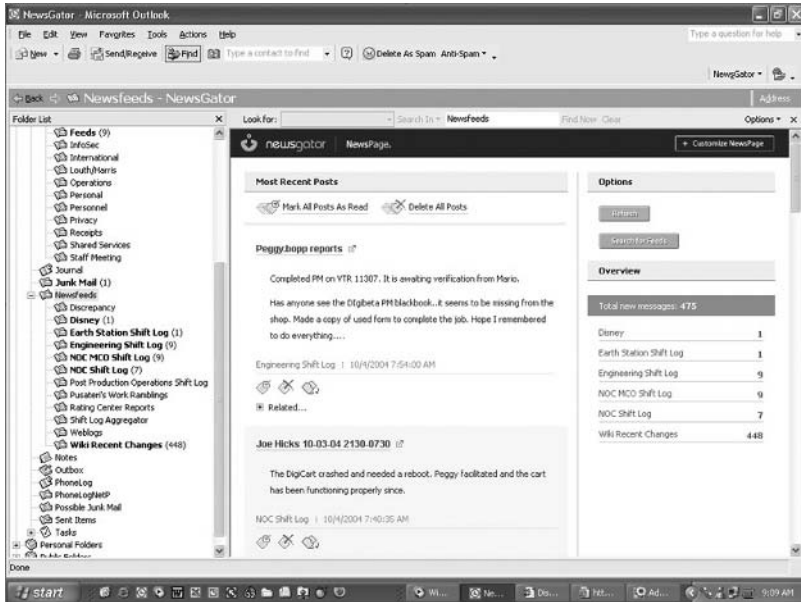 NewsGator - Microsoft Outlook
File Edit View Favorites Tools Actions Help
Type a question for help
New Send/Receive Find Type a contact to find Delete As Spam Anti-Spam
NewsGator
Back Newsfeeds - NewsGator Address
Folder List
Look for: Search In Newsfeeds Find Now Clear Options
Feeds (9)
InfoSec
International
Louth/Harris
Operations
Personal
Personnel
Privacy
Receipts
Shared Services
Staff Meeting
Journal
Junk Mail (1)
Newsfeeds
Discrepancy
Disney (1)
Earth Station Shift Log (1)
Engineering Shift Log (9)
NOC MCO Shift Log (9)
NOC Shift Log (7)
Post Production Operations Shift Log
Pusateri's Work Ramblings
Rating Center Reports
Shift Log Aggregator
Weblogs
Wiki Recent Changes (448)
Notes
Outbox
PhoneLog
PhoneLogNetP
Possible Junk Mail
Sent Items
Tasks
Personal Folders
Public Folders
newsgator NewsPage.
+ Customize NewsPage
Most Recent Posts
Mark All Posts As Read Delete All Posts
Peggy.bopp reports
Completed PM on VTR 11307. It is awaiting verification from Mario.
Has anyone see the DIgibeta PM blackbook..it seems to be missing from the
shop. Made a copy of used form to complete the job. Hope I remembered
to do everything....
Engineering Shift Log | 10/4/2004 7:54:00 AM
Related...
Joe Hicks 10-03-04 2130-0730
The DigiCart crashed and needed a reboot. Peggy facilitated and the cart
has been functioning properly since.
NOC Shift Log | 10/4/2004 7:40:35 AM
Options
Refresh
Search for Feeds
Overview
Total new messages: 475
Disney 1
Earth Station Shift Log 1
Engineering Shift Log 9
NOC MCO Shift Log 9
NOC Shift Log 7
Wiki Recent Changes 448
Done
start Wi... Ne... Dis... htt... Ad... 9:09 AM